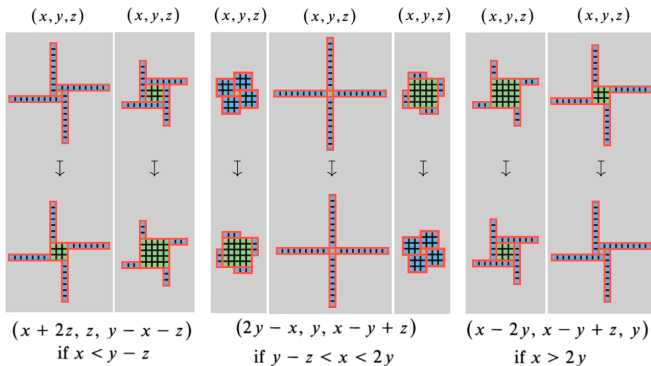 (x, y, z) (x, y, z) (x, y, z) (x, y, z) (x, y, z) (x, y, z) (x, y, z)
(x + 2z, z, y − x − z) (2y − x, y, x − y + z) (x − 2y, x − y + z, y)
if x < y − z if y − z < x < 2y if x > 2y